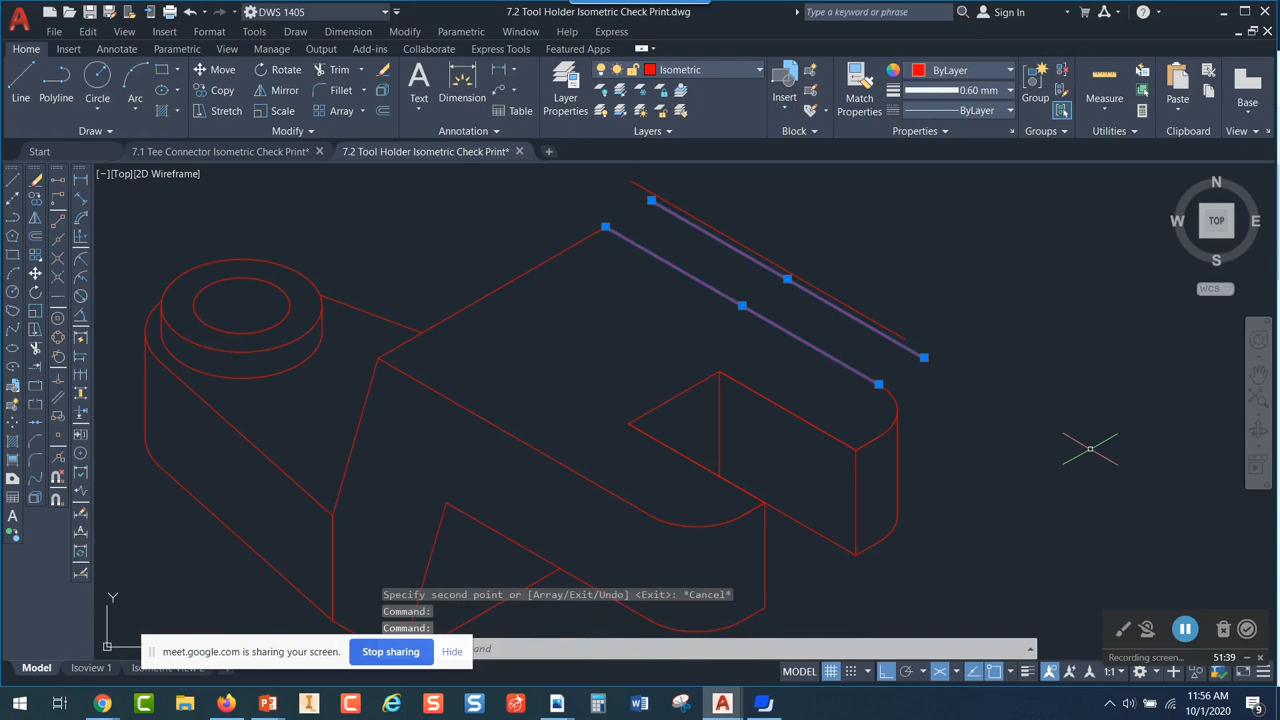 DWS 1405
7.2 Tool Holder Isometric Check Print.dwg
Type a keyword or phrase
Sign In
File Edit View Insert Format Tools Draw Dimension Modify Parametric Window Help Express
Home Insert Annotate Parametric View Manage Output Add-ins Collaborate Express Tools Featured Apps
Line Polyline Circle Arc
Move Rotate Trim
Copy Mirror Fillet
Stretch Scale Array
Text Dimension Table
Layer Properties
Isometric
Insert
Match Properties
ByLayer
0.60 mm
ByLayer
Group
Measure
Paste
Base
Draw Modify Annotation Layers Block Properties Groups Utilities Clipboard View
Start 7.1 Tee Connector Isometric Check Print* 7.2 Tool Holder Isometric Check Print.dwg*
[−][Top][2D Wireframe]
N
W TOP E
S
WCS
Specify second point or [Array/Exit/Undo] <Exit>: *Cancel*
Command:
Command:
Y
meet.google.com is sharing your screen. Stop sharing Hide
Recording screen... 51:39
Model Isoview 1
MODEL 1:1
11:56 AM
10/1/2020
9